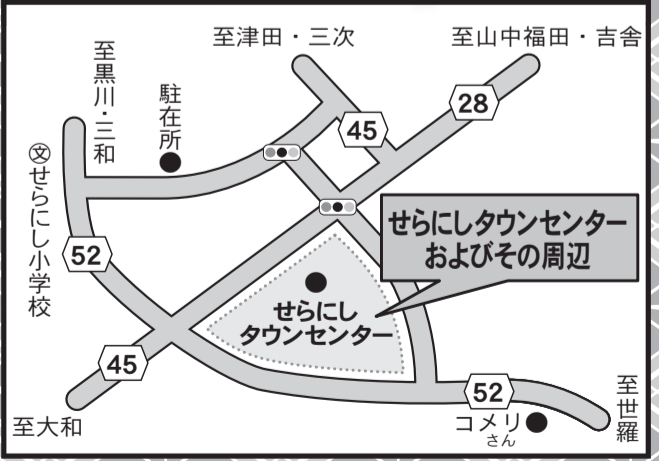 至津田・三次
至山中福田・吉舎
至黒川・三和
駐在所
45
28
文
せらにし小学校
52
せらにしタウンセンター
およびその周辺
せらにし
タウンセンター
45
52
コメリ
さん
至世羅
至大和